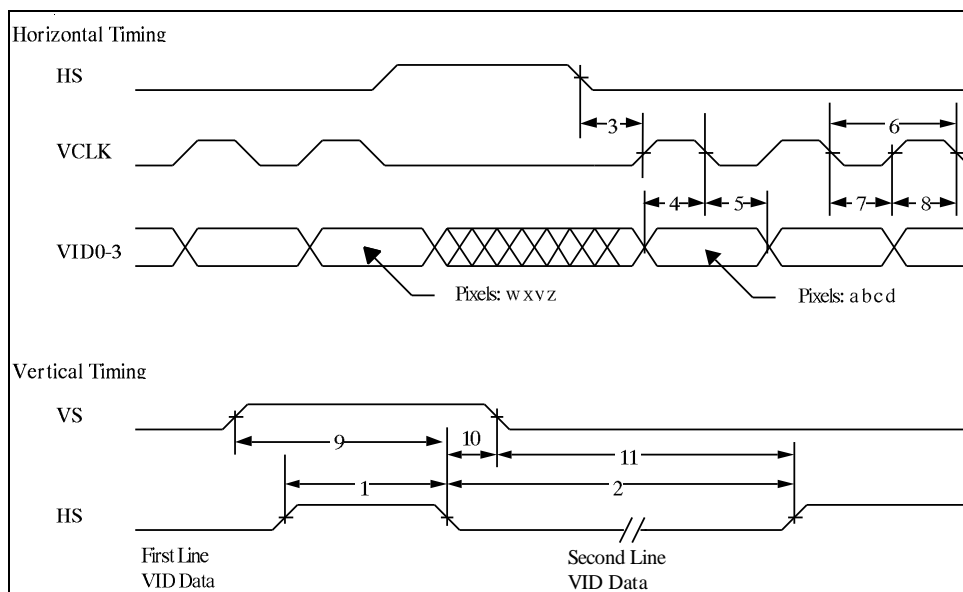 Horizontal Timing
HS
3
6
VCLK
4
5
7
8
VID0-3
Pixels: w x v z
Pixels: a b c d
Vertical Timing
VS
9
10
11
1
2
HS
First Line
VID Data
Second Line
VID Data